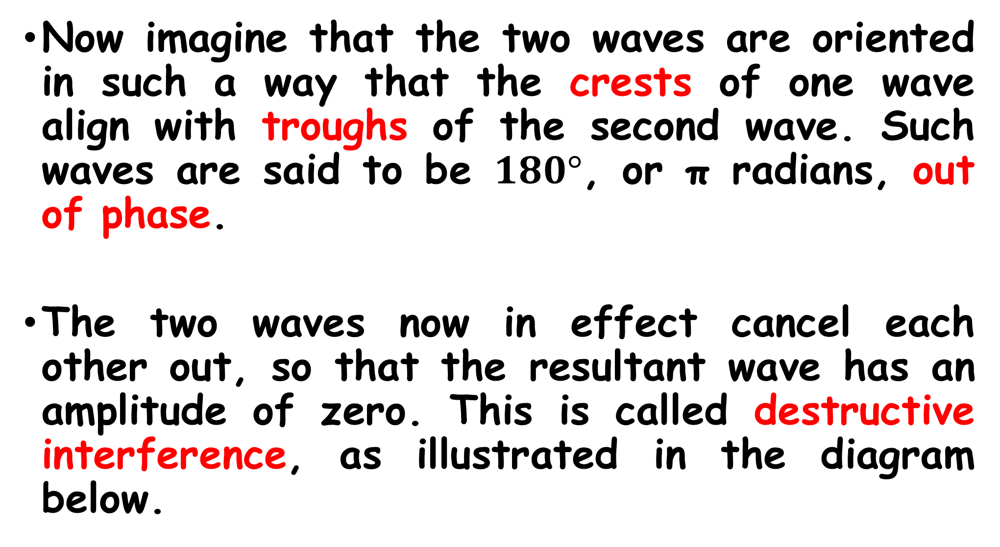 •Now imagine that the two waves are oriented
in such a way that the crests of one wave
align with troughs of the second wave. Such
waves are said to be 180°, or π radians, out
of phase.
•The two waves now in effect cancel each
other out, so that the resultant wave has an
amplitude of zero. This is called destructive
interference, as illustrated in the diagram
below.